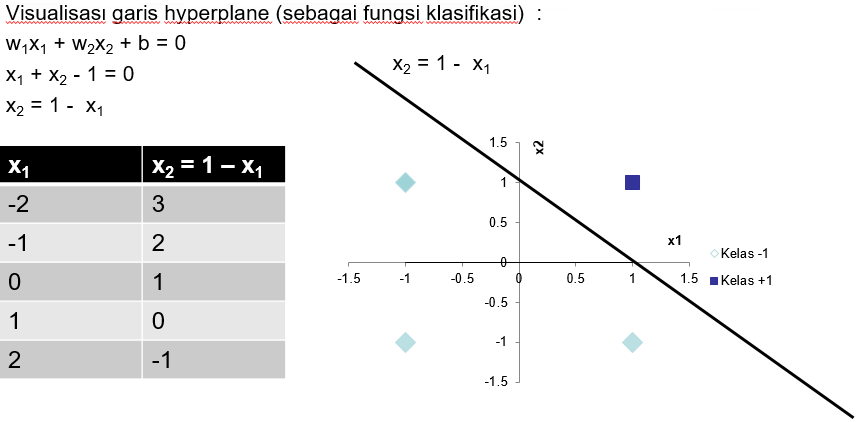 Visualisasi garis hyperplane (sebagai fungsi klasifikasi) :
w₁x₁ + w₂x₂ + b = 0
x₁ + x₂ - 1 = 0
x₂ = 1 - x₁
x₁ x₂ = 1 – x₁
-2 3
-1 2
0 1
1 0
2 -1
x₂ = 1 - x₁
x2
1.5
1
0.5
0
-0.5
-1
-1.5
x1
-1.5 -1 -0.5 0 0.5 1 1.5
Kelas -1
Kelas +1